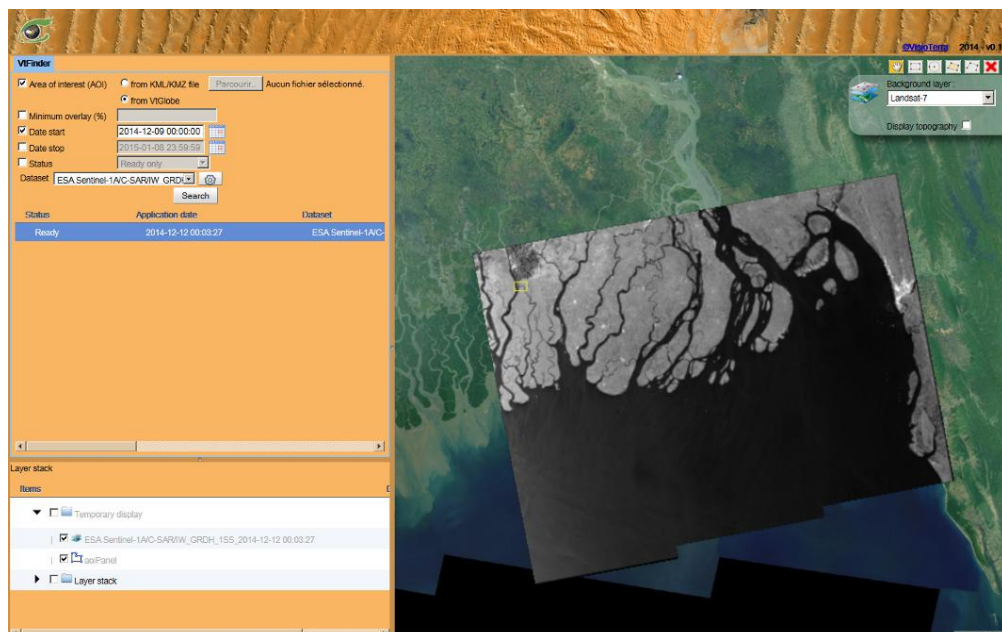 ©VisioTerra 2014 - v0.1
VtFinder
Area of interest (AOI) from KML/KMZ file Parcourir... Aucun fichier sélectionné.
from VtGlobe
Minimum overlay (%)
Date start 2014-12-09 00:00:00
Date stop 2015-01-08 23:59:59
Status Ready only
Dataset ESA Sentinel-1A/C-SAR/IW_GRD
Search
Status Application date Dataset
Ready 2014-12-12 00:03:27 ESA Sentinel-1A/C-
Background layer:
Landsat-7
Display topography
Layer stack
Items
Temporary display
ESA Sentinel-1A/C-SAR/IW_GRDH_1SS_2014-12-12 00:03:27
aoiPanel
Layer stack